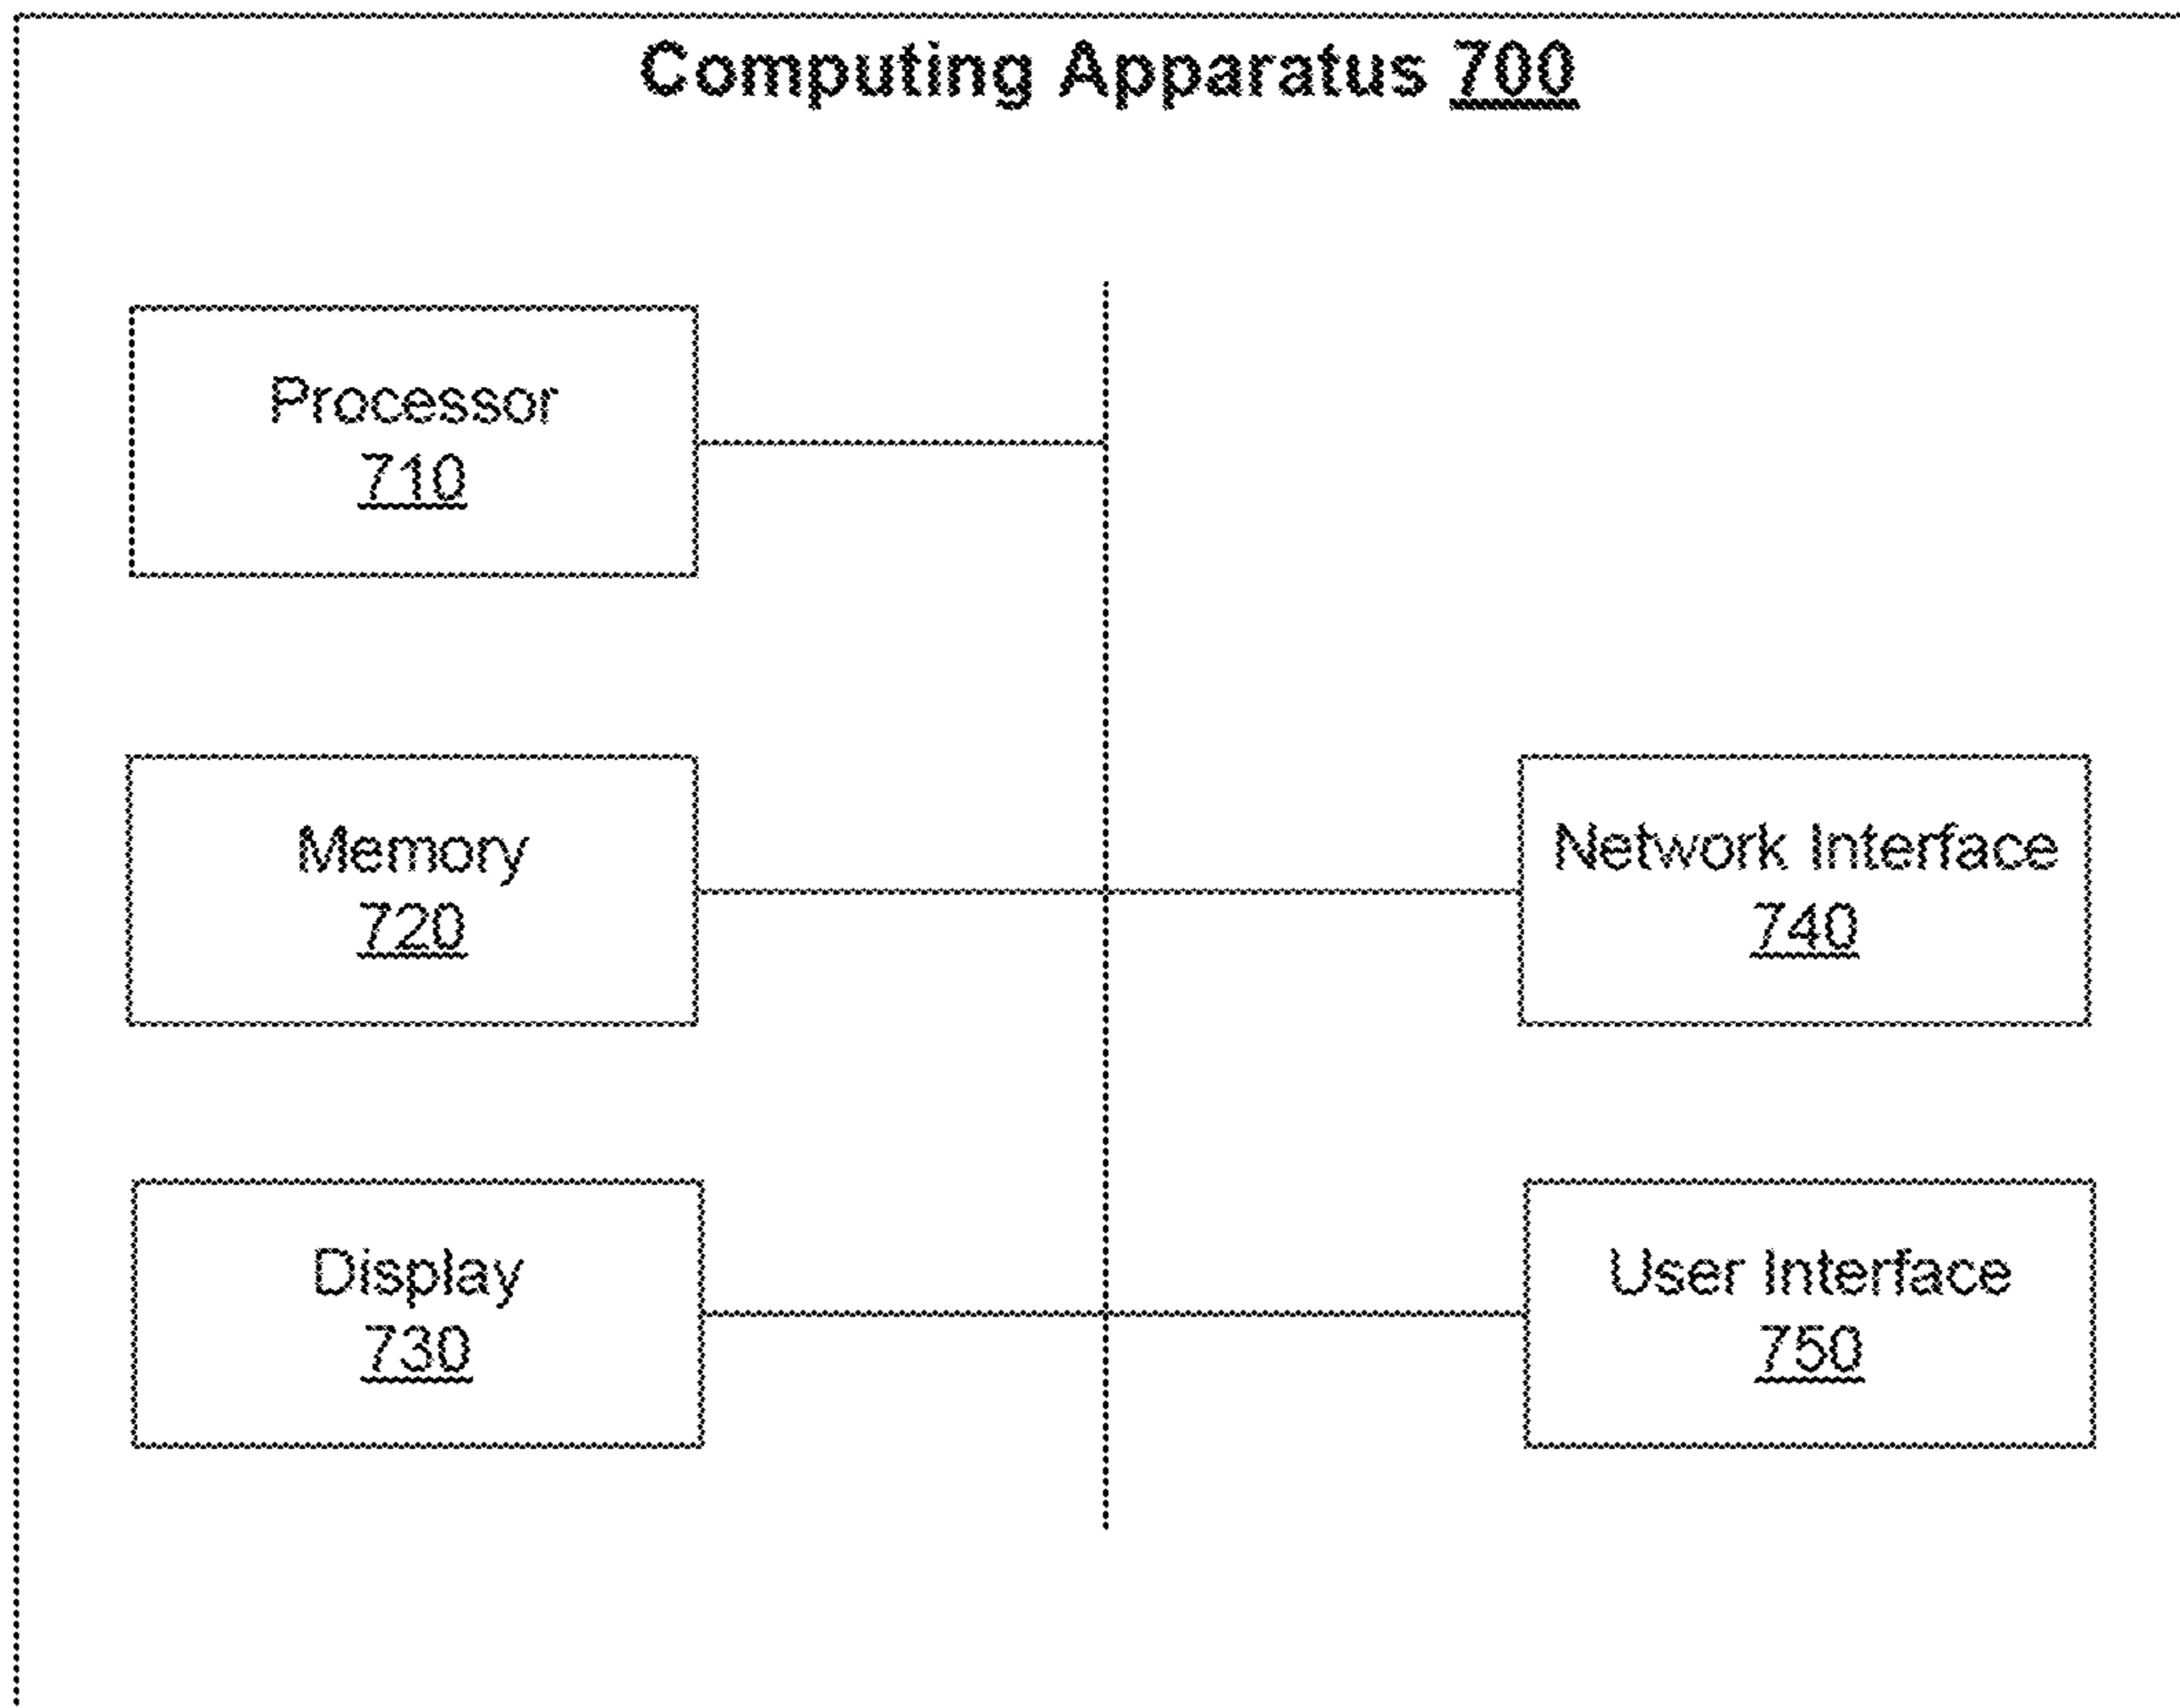 Computing Apparatus 700
Processor
710
Memory
720
Network Interface
740
Display
730
User Interface
750